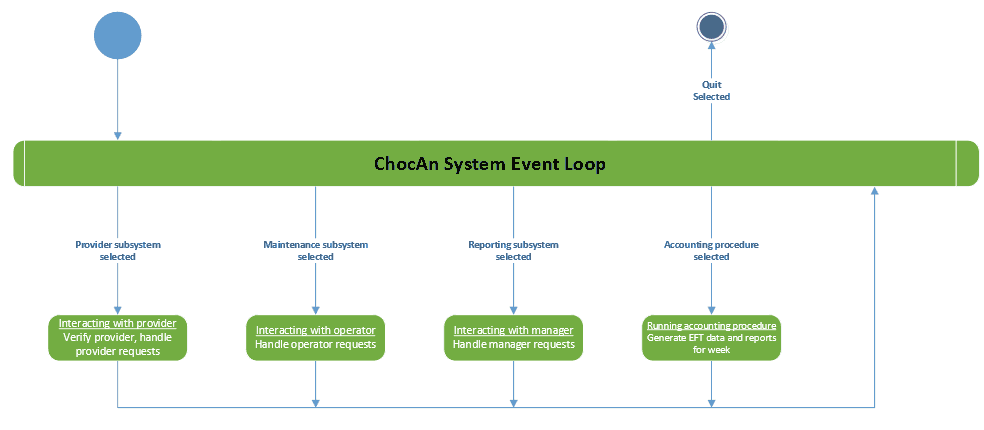 Quit
Selected
ChocAn System Event Loop
Provider subsystem
selected
Maintenance subsystem
selected
Reporting subsystem
selected
Accounting procedure
selected
Interacting with provider
Verify provider, handle
provider requests
Interacting with operator
Handle operator requests
Interacting with manager
Handle manager requests
Running accounting procedure
Generate EFT data and reports
for week